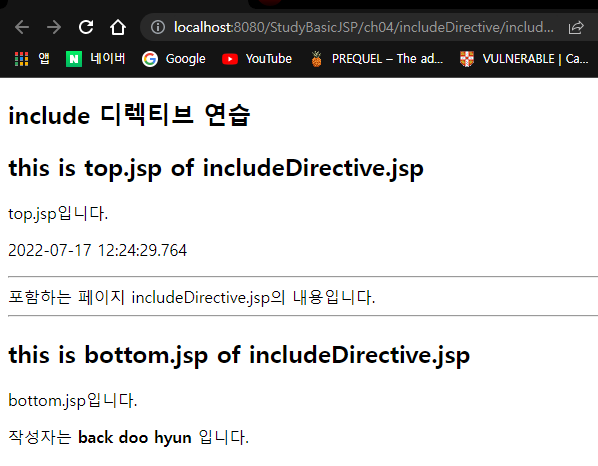 localhost:8080/StudyBasicJSP/ch04/includeDirective/includ...
앱 네이버 Google YouTube PREQUEL – The ad... VULNERABLE | Ca...
include 디렉티브 연습
this is top.jsp of includeDirective.jsp
top.jsp입니다.
2022-07-17 12:24:29.764
포함하는 페이지 includeDirective.jsp의 내용입니다.
this is bottom.jsp of includeDirective.jsp
bottom.jsp입니다.
작성자는 back doo hyun 입니다.